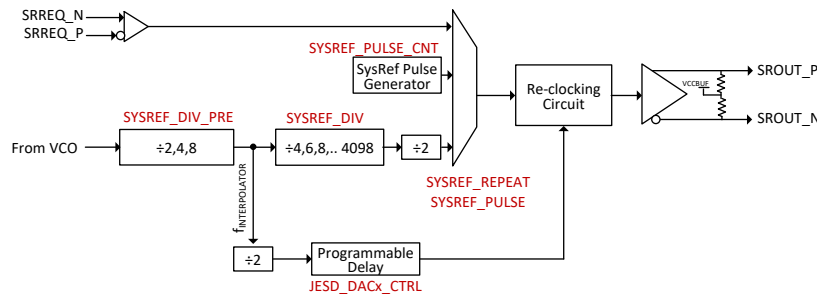 SRREQ_N
SRREQ_P
SYSREF_PULSE_CNT
SysRef Pulse
Generator
Re-clocking
Circuit
VCCBUF
SROUT_P
SROUT_N
SYSREF_DIV_PRE
SYSREF_DIV
From VCO
÷2,4,8
÷4,6,8,.. 4098
÷2
SYSREF_REPEAT
SYSREF_PULSE
fINTERPOLATOR
÷2
Programmable
Delay
JESD_DACx_CTRL